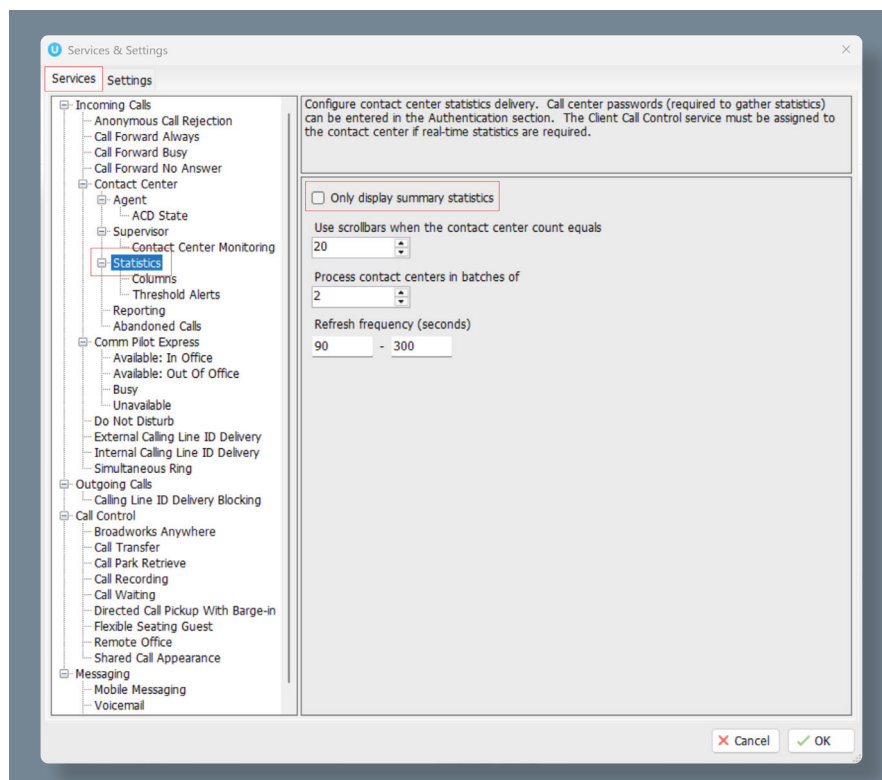 U Services & Settings
Services Settings
Incoming Calls
Anonymous Call Rejection
Call Forward Always
Call Forward Busy
Call Forward No Answer
Contact Center
Agent
ACD State
Supervisor
Contact Center Monitoring
Statistics
Columns
Threshold Alerts
Reporting
Abandoned Calls
Comm Pilot Express
Available: In Office
Available: Out Of Office
Busy
Unavailable
Do Not Disturb
External Calling Line ID Delivery
Internal Calling Line ID Delivery
Simultaneous Ring
Outgoing Calls
Calling Line ID Delivery Blocking
Call Control
Broadworks Anywhere
Call Transfer
Call Park Retrieve
Call Recording
Call Waiting
Directed Call Pickup With Barge-in
Flexible Seating Guest
Remote Office
Shared Call Appearance
Messaging
Mobile Messaging
Voicemail
Configure contact center statistics delivery. Call center passwords (required to gather statistics)
can be entered in the Authentication section. The Client Call Control service must be assigned to
the contact center if real-time statistics are required.
Only display summary statistics
Use scrollbars when the contact center count equals
20
Process contact centers in batches of
2
Refresh frequency (seconds)
90 - 300
Cancel OK